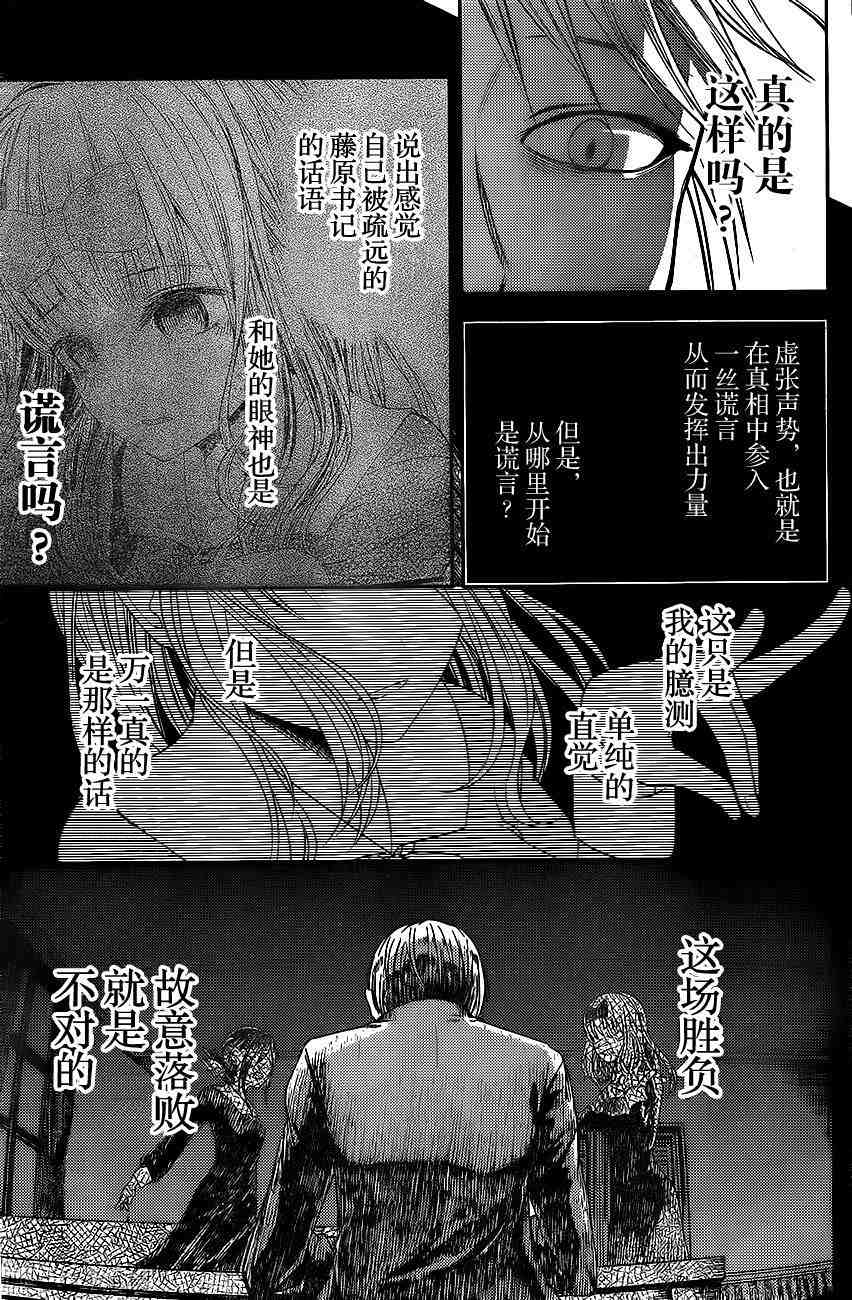 真的是
这样吗？
虚张声势，也就是
在真相中参入
一丝谎言
从而发挥出力量
但是，
从哪里开始
是谎言？
说出感觉
自己被疏远的
藤原书记
的话语
和她的眼神也是
谎言吗？
这只是
我的臆测
单纯的
直觉
但是
万一真的
是那样的话
这场胜负
故意落败
就是
不对的